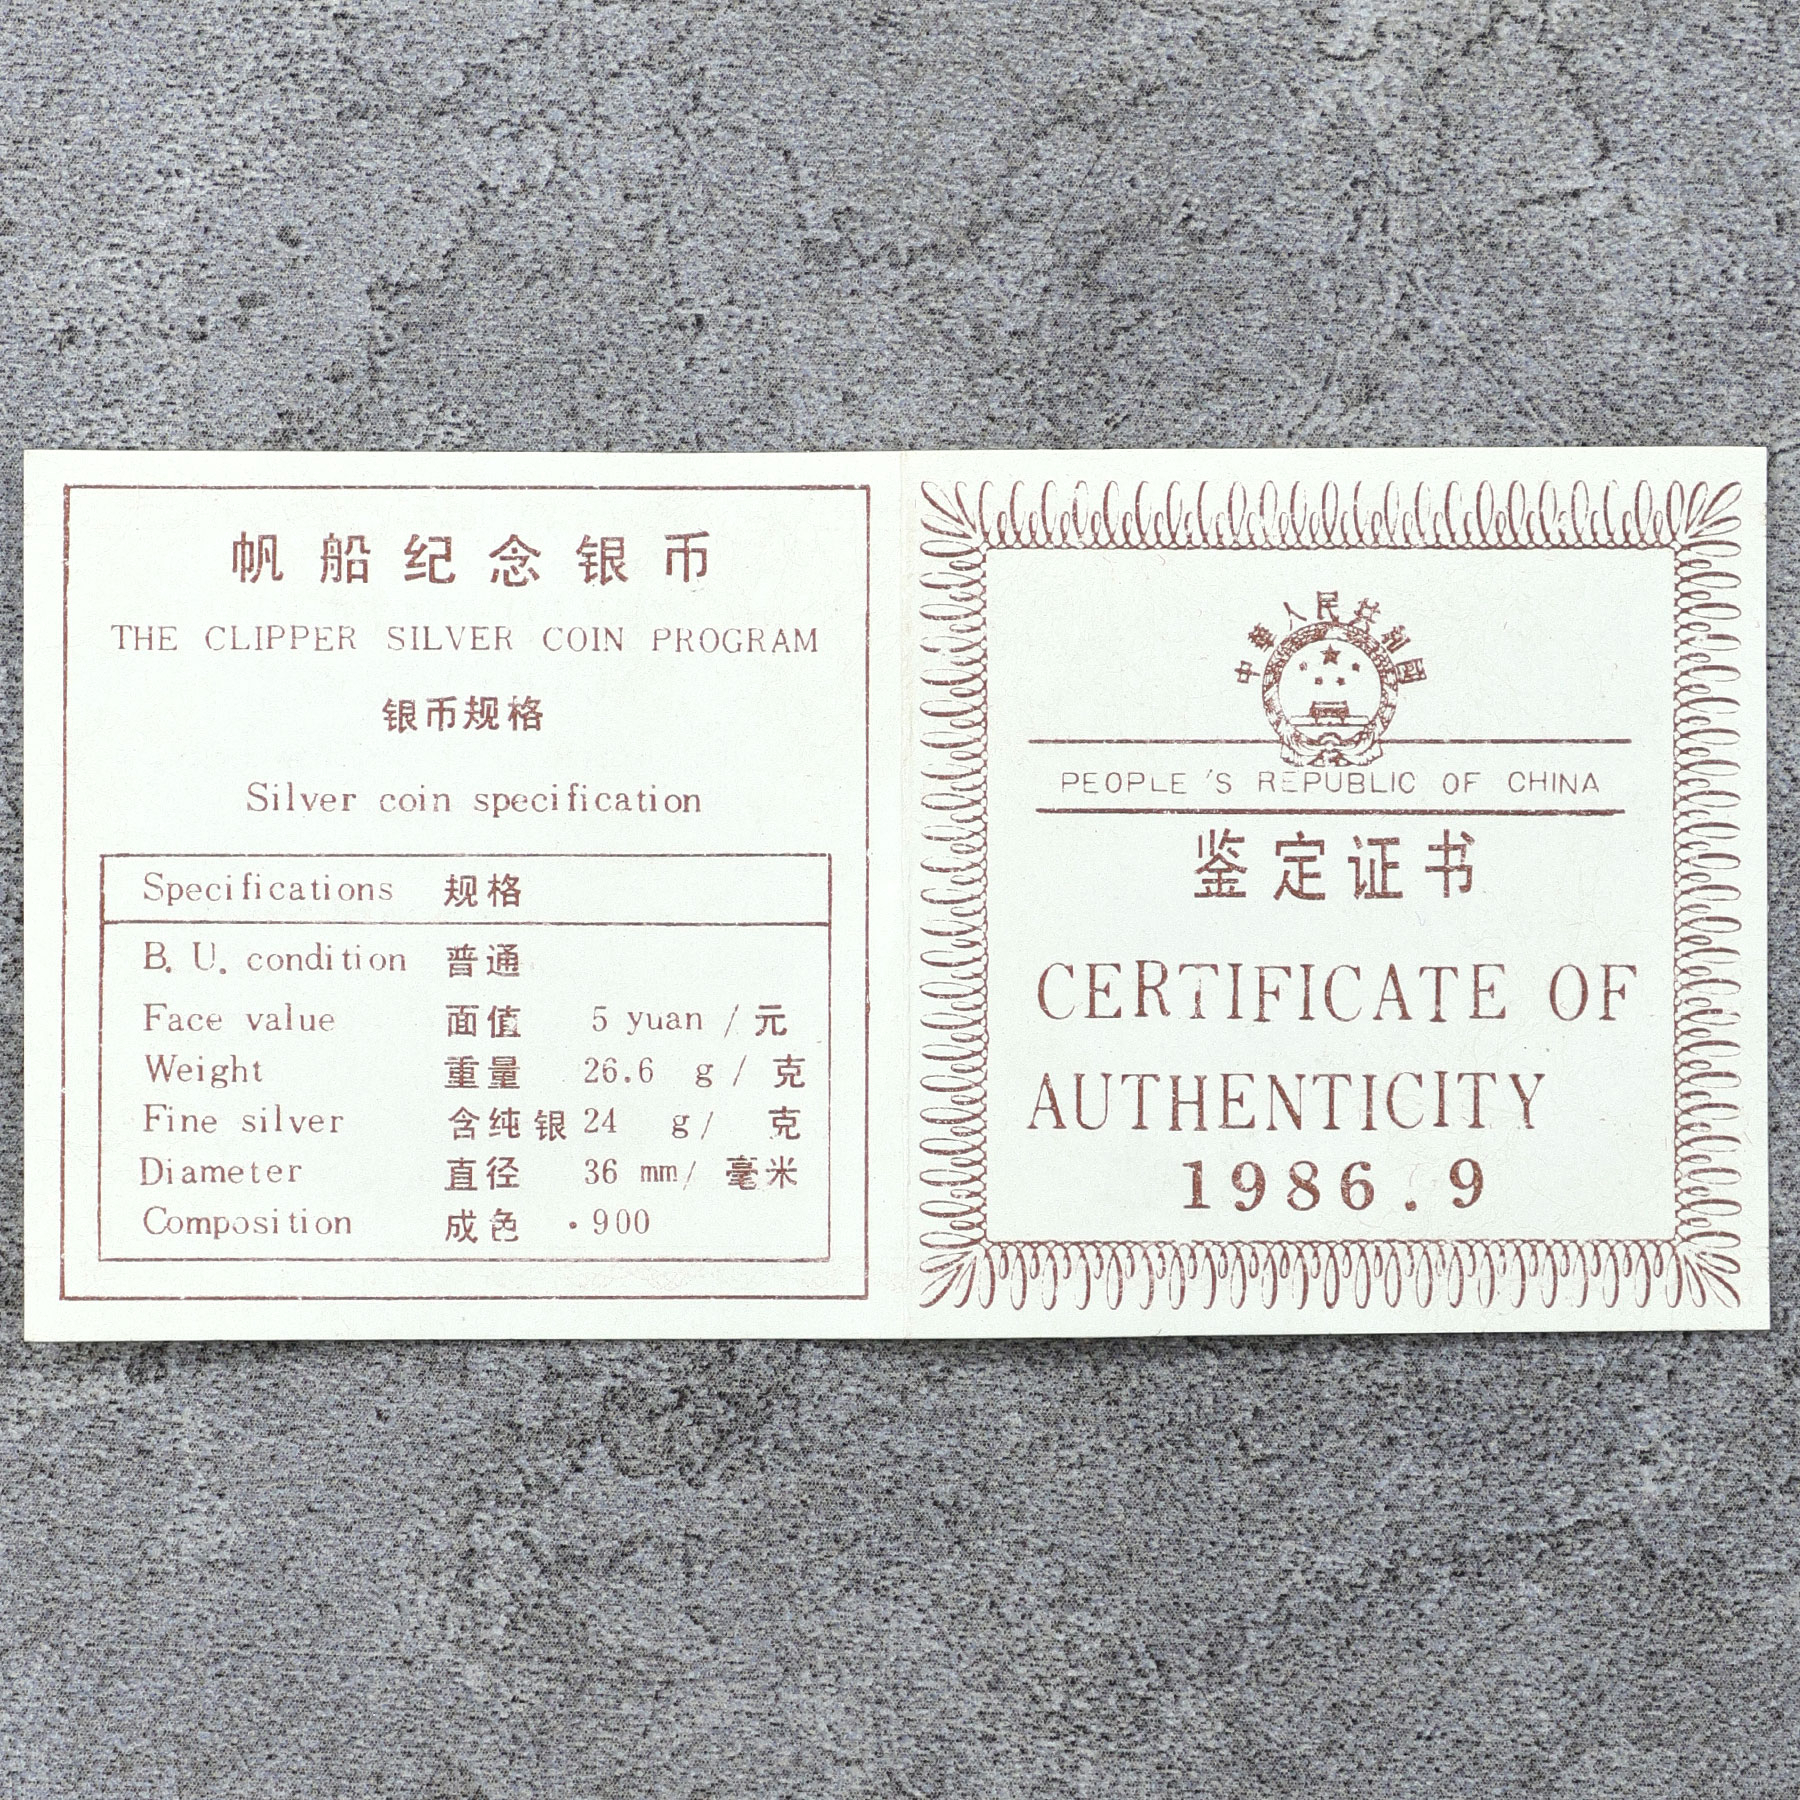 帆船纪念银币
THE CLIPPER SILVER COIN PROGRAM
银币规格
Silver coin specification
Specifications 规格
B. U. condition 普通
Face value 面值 5 yuan / 元
Weight 重量 26.6 g / 克
Fine silver 含纯银 24 g/ 克
Diameter 直径 36 mm/ 毫米
Composition 成色 .900
中華人民共和國
PEOPLE 'S REPUBLIC OF CHINA
鉴定证书
CERTIFICATE OF
AUTHENTICITY
1986.9